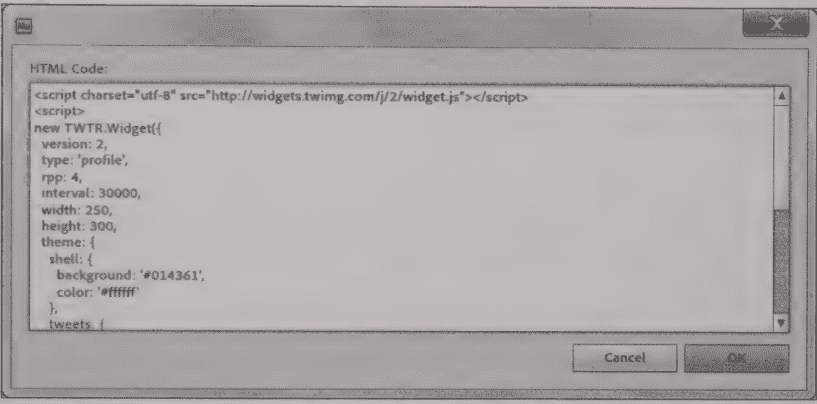 Mu
X
HTML Code:
<script charset="utf-8" src="http://widgets.twimg.com/j/2/widget.js"></script>
<script>
new TWTR.Widget({
version: 2,
type: 'profile',
rpp: 4,
interval: 30000,
width: 250,
height: 300,
theme: {
shell: {
background: '#014361',
color: '#ffffff'
},
tweets: {
Cancel
OK